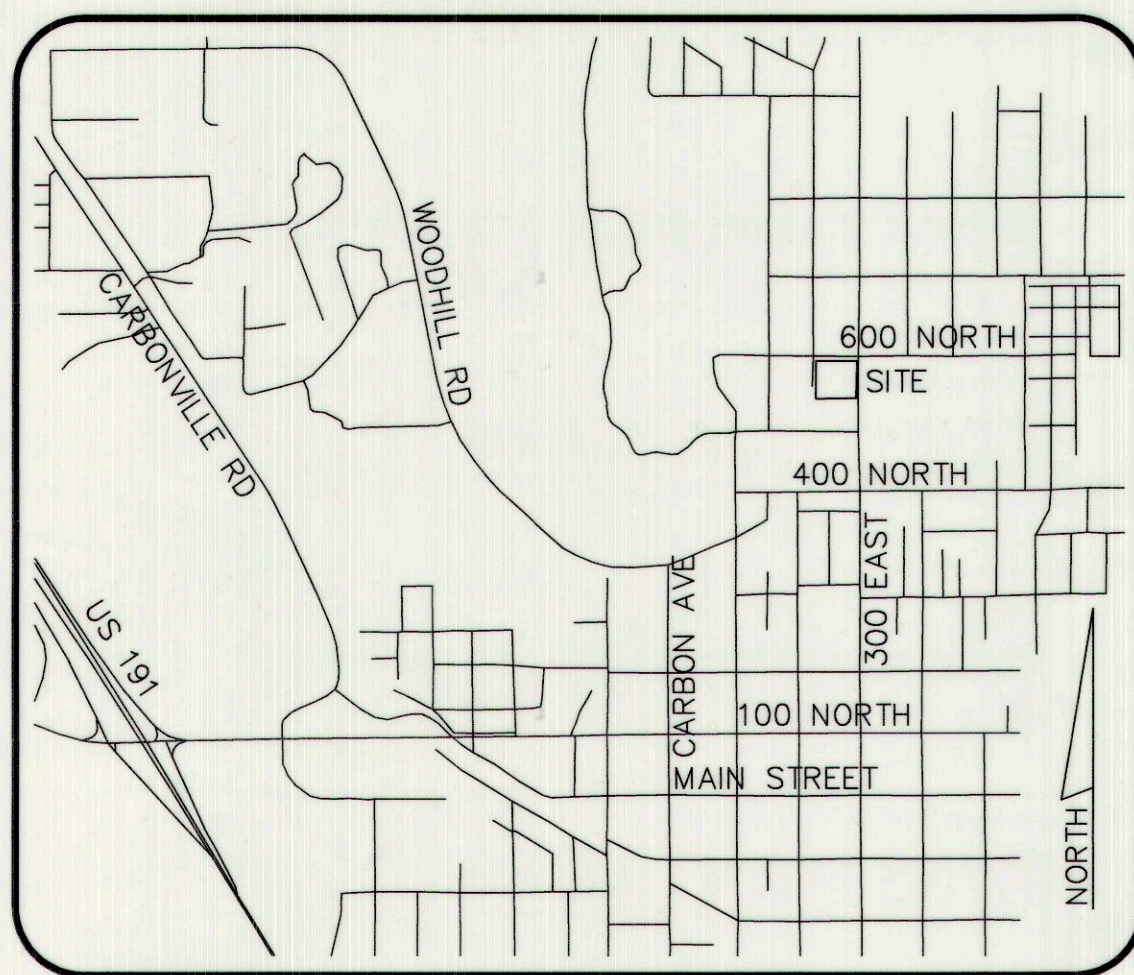 WOODHILL RD
CARBONVILLE RD
600 NORTH
SITE
400 NORTH
300 EAST
CARBON AVE
US 191
100 NORTH
MAIN STREET
NORTH